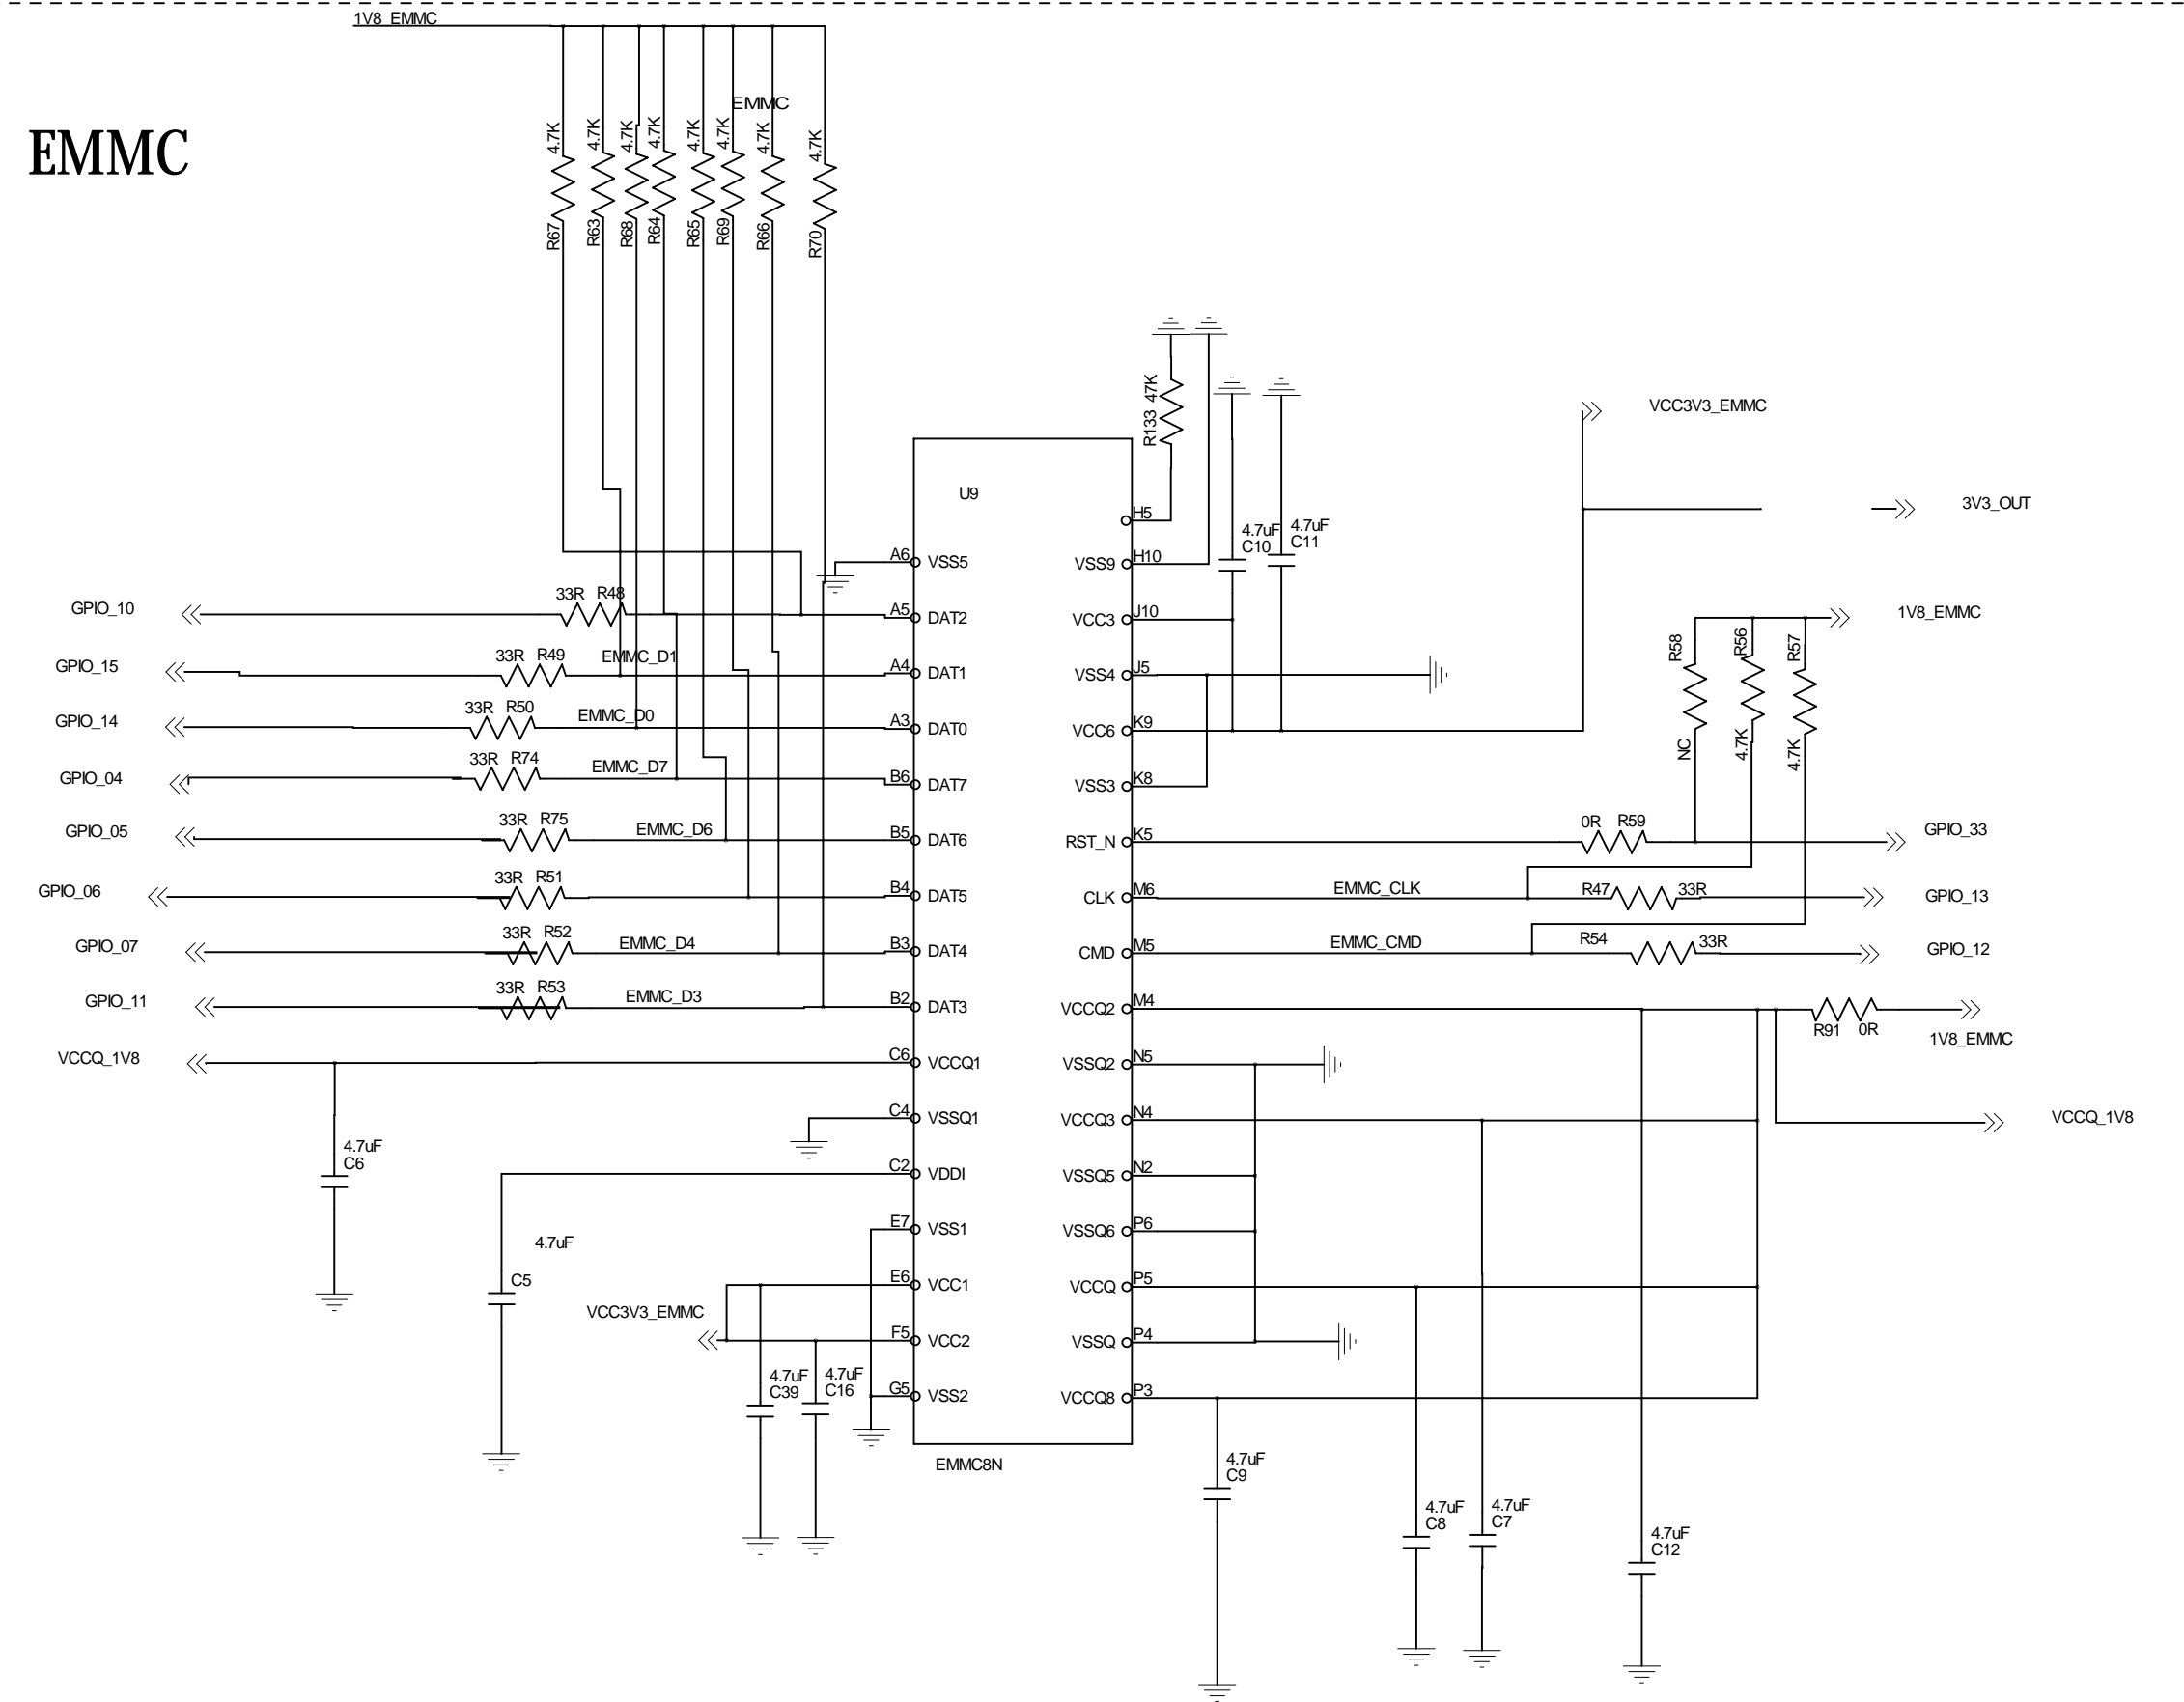 1V8_EMMC
EMMC
EMMC
4.7K
4.7K
4.7K
4.7K
4.7K
4.7K
4.7K
4.7K
R67
R63
R68
R64
R65
R69
R66
R70
R133 47K
VCC3V3_EMMC
3V3_OUT
U9
H5
4.7uF
C10
4.7uF
C11
A6 VSS5
VSS9 H10
GPIO_10
33R R48
A5 DAT2
VCC3 J10
1V8_EMMC
R58
R56
R57
NC
4.7K
4.7K
GPIO_15
33R R49
EMMC_D1
A4 DAT1
VSS4 J5
GPIO_14
33R R50
EMMC_D0
A3 DAT0
VCC6 K9
GPIO_04
33R R74
EMMC_D7
B6 DAT7
VSS3 K8
GPIO_05
33R R75
EMMC_D6
B5 DAT6
RST_N K5
0R R59
GPIO_33
GPIO_06
33R R51
B4 DAT5
CLK M6
EMMC_CLK
R47 33R
GPIO_13
GPIO_07
33R R52
EMMC_D4
B3 DAT4
CMD M5
EMMC_CMD
R54 33R
GPIO_12
GPIO_11
33R R53
EMMC_D3
B2 DAT3
VCCQ2 M4
R91 0R
1V8_EMMC
VCCQ_1V8
C6 VCCQ1
VSSQ2 N5
C4 VSSQ1
VCCQ3 N4
VCCQ_1V8
4.7uF
C6
C2 VDDI
VSSQ5 N2
E7 VSS1
VSSQ6 P6
4.7uF
C5
E6 VCC1
VCCQ P5
VCC3V3_EMMC
F5 VCC2
VSSQ P4
4.7uF
C39
4.7uF
C16
G5 VSS2
VCCQ8 P3
EMMC8N
4.7uF
C9
4.7uF
C8
4.7uF
C7
4.7uF
C12